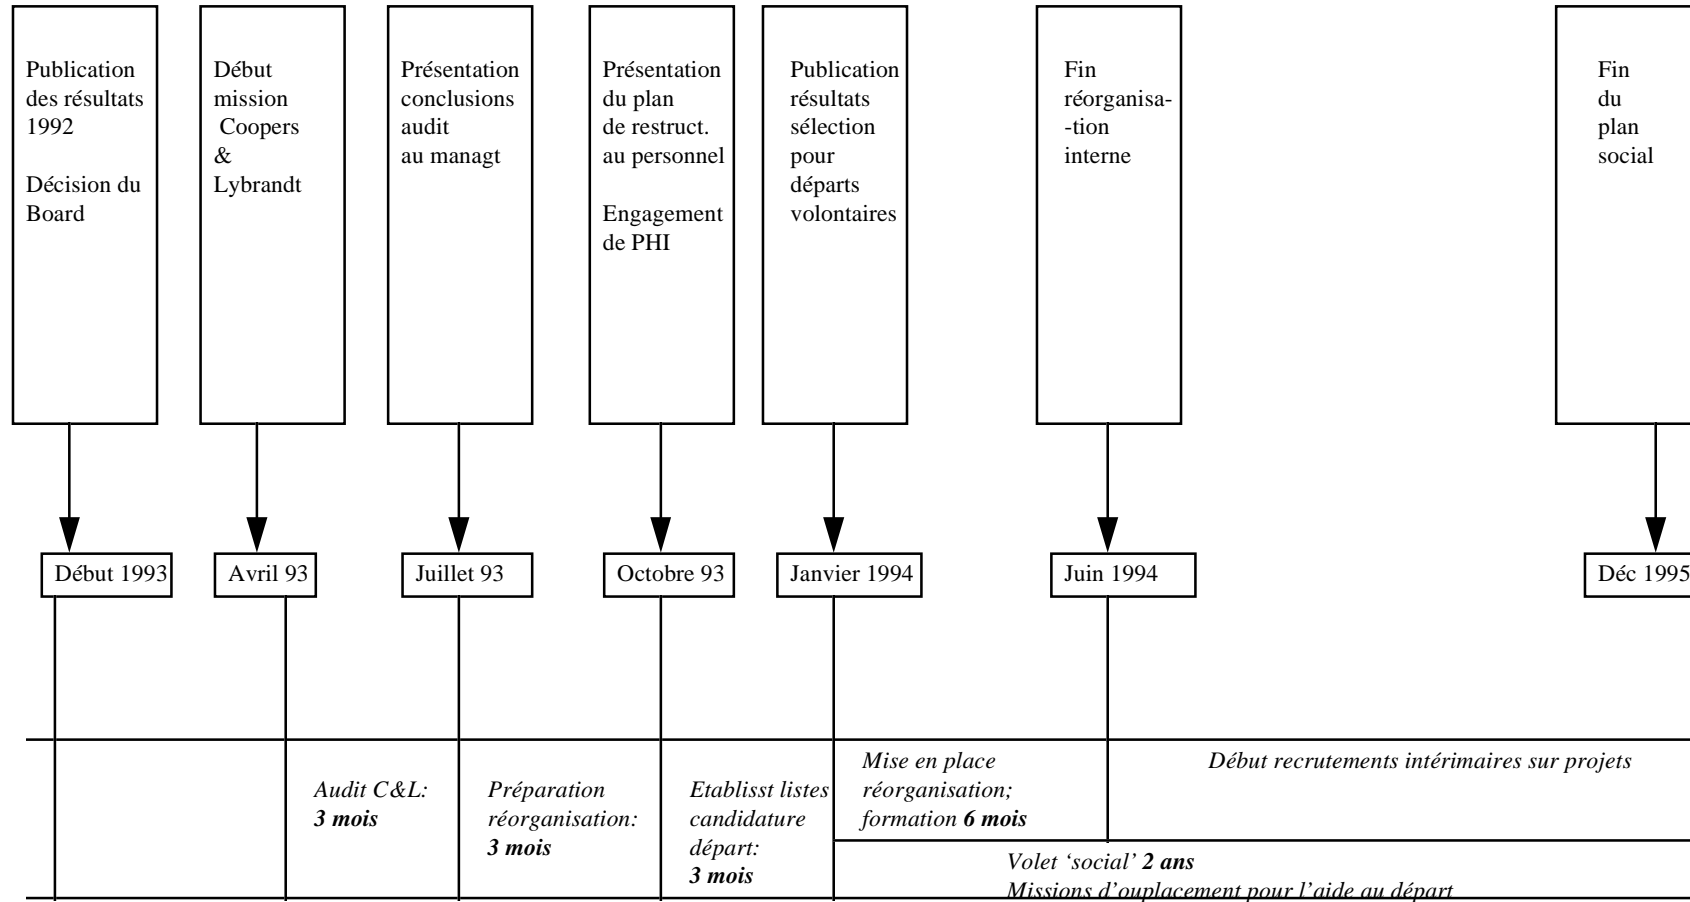 Publication
des résultats
1992
Décision du
Board
Début
mission
Coopers
&
Lybrandt
Présentation
conclusions
audit
au managt
Présentation
du plan
de restruct.
au personnel
Engagement
de PHI
Publication
résultats
sélection
pour
départs
volontaires
Fin
réorganisa-
-tion
interne
Fin
du
plan
social
Début 1993
Avril 93
Juillet 93
Octobre 93
Janvier 1994
Juin 1994
Déc 1995
Audit C&L:
3 mois
Préparation
réorganisation:
3 mois
Etablisst listes
candidature
départ:
3 mois
Mise en place
réorganisation;
formation 6 mois
Début recrutements intérimaires sur projets
Volet ‘social’ 2 ans
Missions d’ouplacement pour l’aide au départ